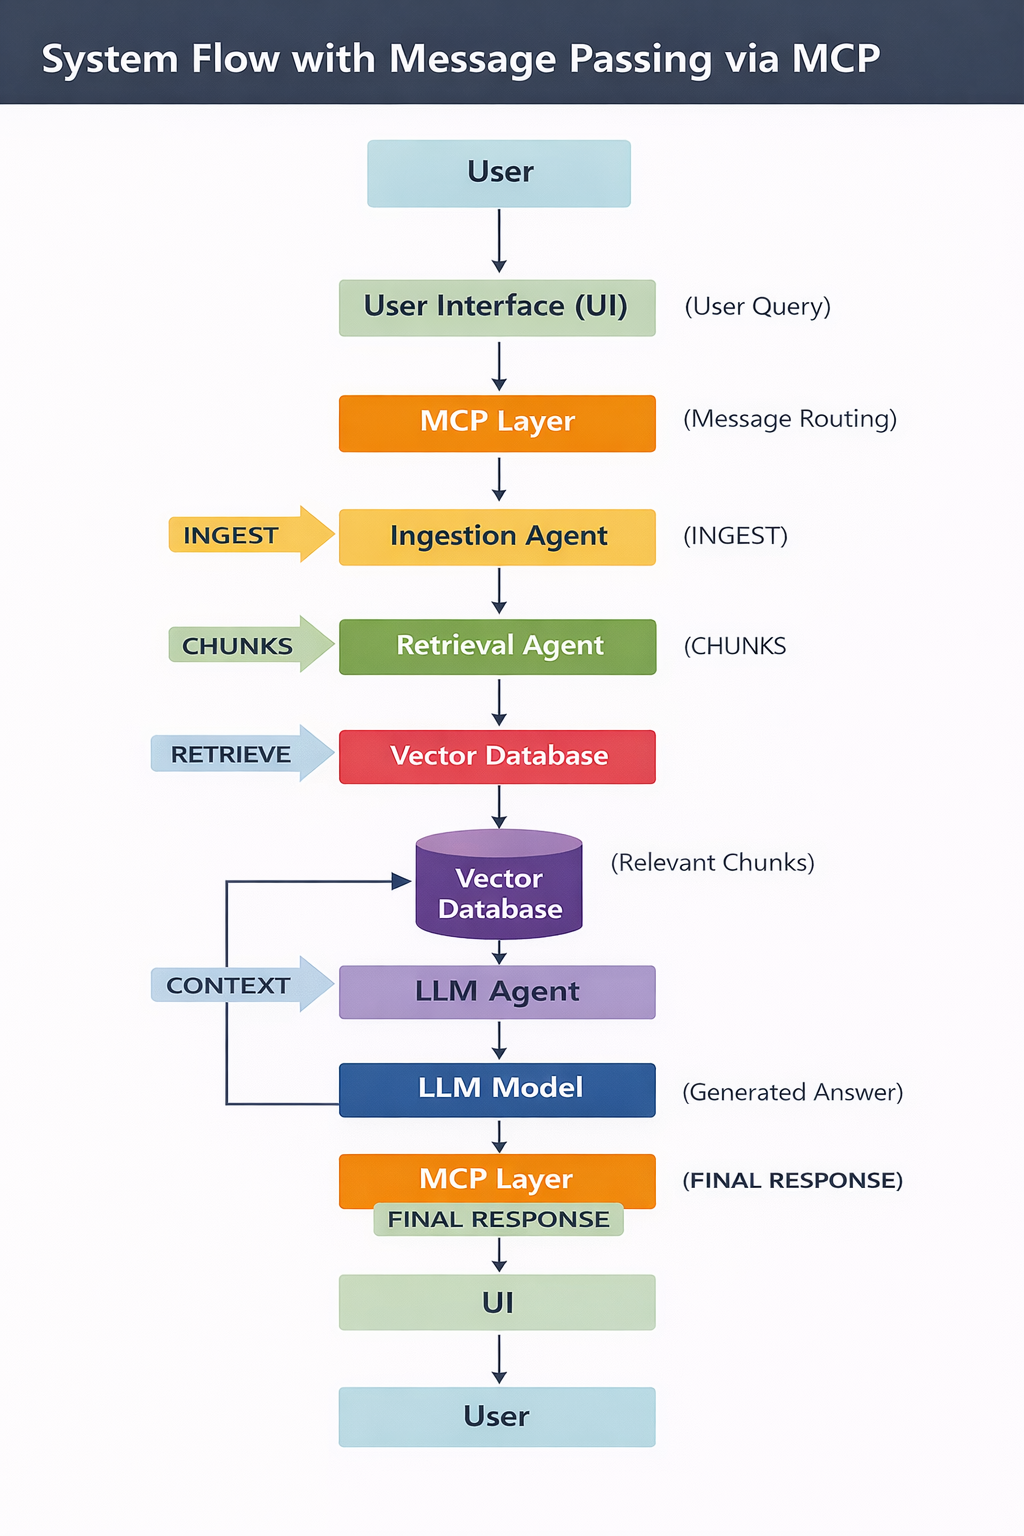 System Flow with Message Passing via MCP
User
User Interface (UI)
(User Query)
MCP Layer
(Message Routing)
INGEST
Ingestion Agent
(INGEST)
CHUNKS
Retrieval Agent
(CHUNKS
RETRIEVE
Vector Database
Vector
Database
(Relevant Chunks)
CONTEXT
LLM Agent
LLM Model
(Generated Answer)
MCP Layer
(FINAL RESPONSE)
FINAL RESPONSE
UI
User